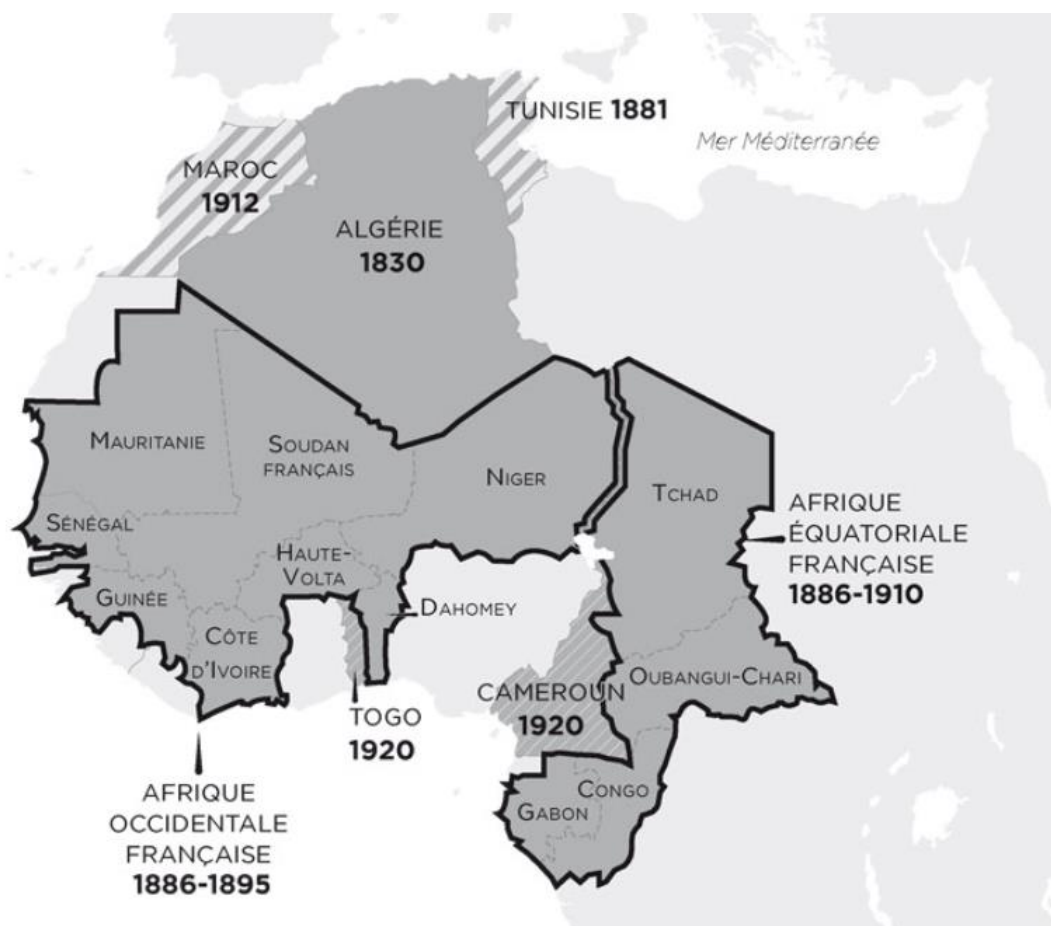 TUNISIE 1881
Mer Méditerranée
MAROC
1912
ALGÉRIE
1830
MAURITANIE
SOUDAN
FRANÇAIS
NIGER
TCHAD
SÉNÉGAL
AFRIQUE
ÉQUATORIALE
FRANÇAISE
1886-1910
HAUTE-
VOLTA
GUINÉE
DAHOMEY
CÔTE
D'IVOIRE
OUBANGUI-CHARI
CAMEROUN
1920
TOGO
1920
CONGO
GABON
AFRIQUE
OCCIDENTALE
FRANÇAISE
1886-1895